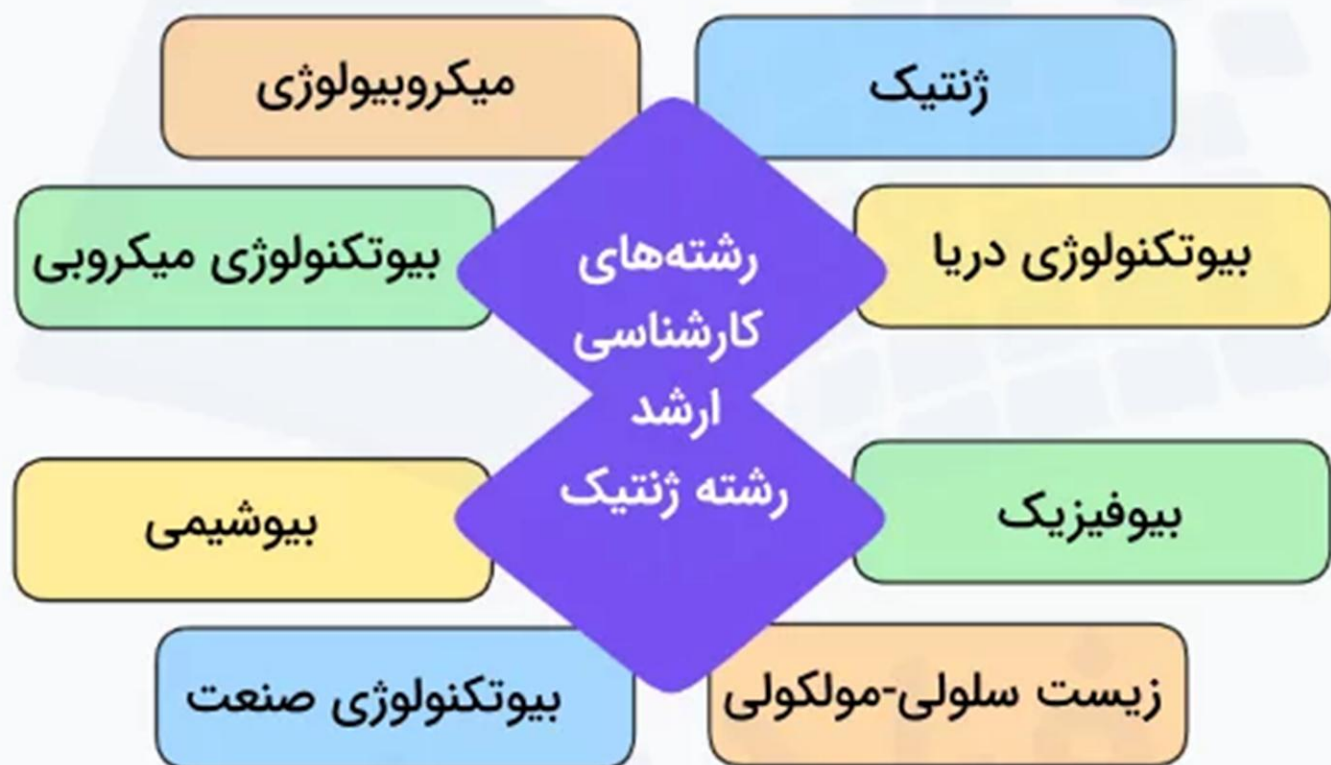 ژنتیک
میکروبیولوژی
بیوتکنولوژی دریا
بیوتکنولوژی میکروبی
رشته‌های
کارشناسی
ارشد
رشته ژنتیک
بیوفیزیک
بیوشیمی
زیست سلولی-مولکولی
بیوتکنولوژی صنعت